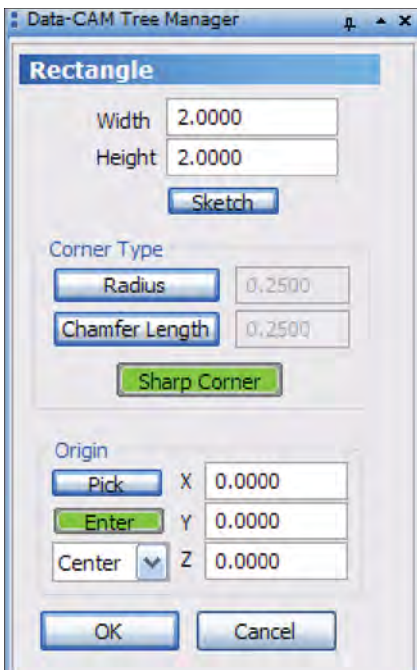 Data-CAM Tree Manager
Rectangle
Width 2.0000
Height 2.0000
Sketch
Corner Type
Radius 0.2500
Chamfer Length 0.2500
Sharp Corner
Origin
Pick X 0.0000
Enter Y 0.0000
Center Z 0.0000
OK Cancel